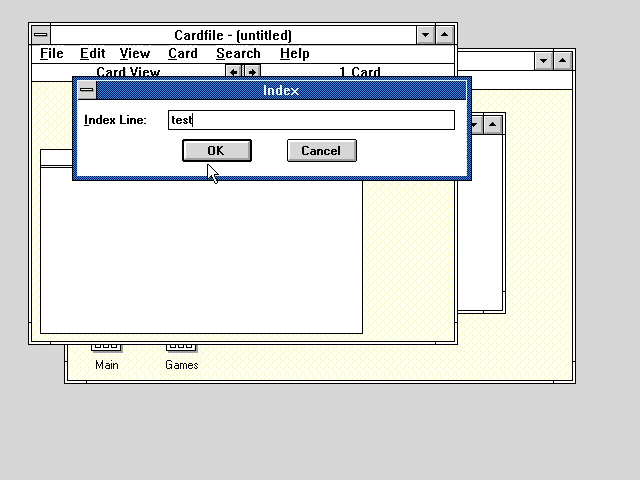 Cardfile - (untitled)
File Edit View Card Search Help
Card View 1 Card
Index
Index Line: test
OK Cancel
Main Games